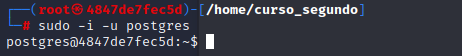 ┌──(root㉿4847de7fec5d)-[/home/curso_segundo]
└─# sudo -i -u postgres
postgres@4847de7fec5d:~$